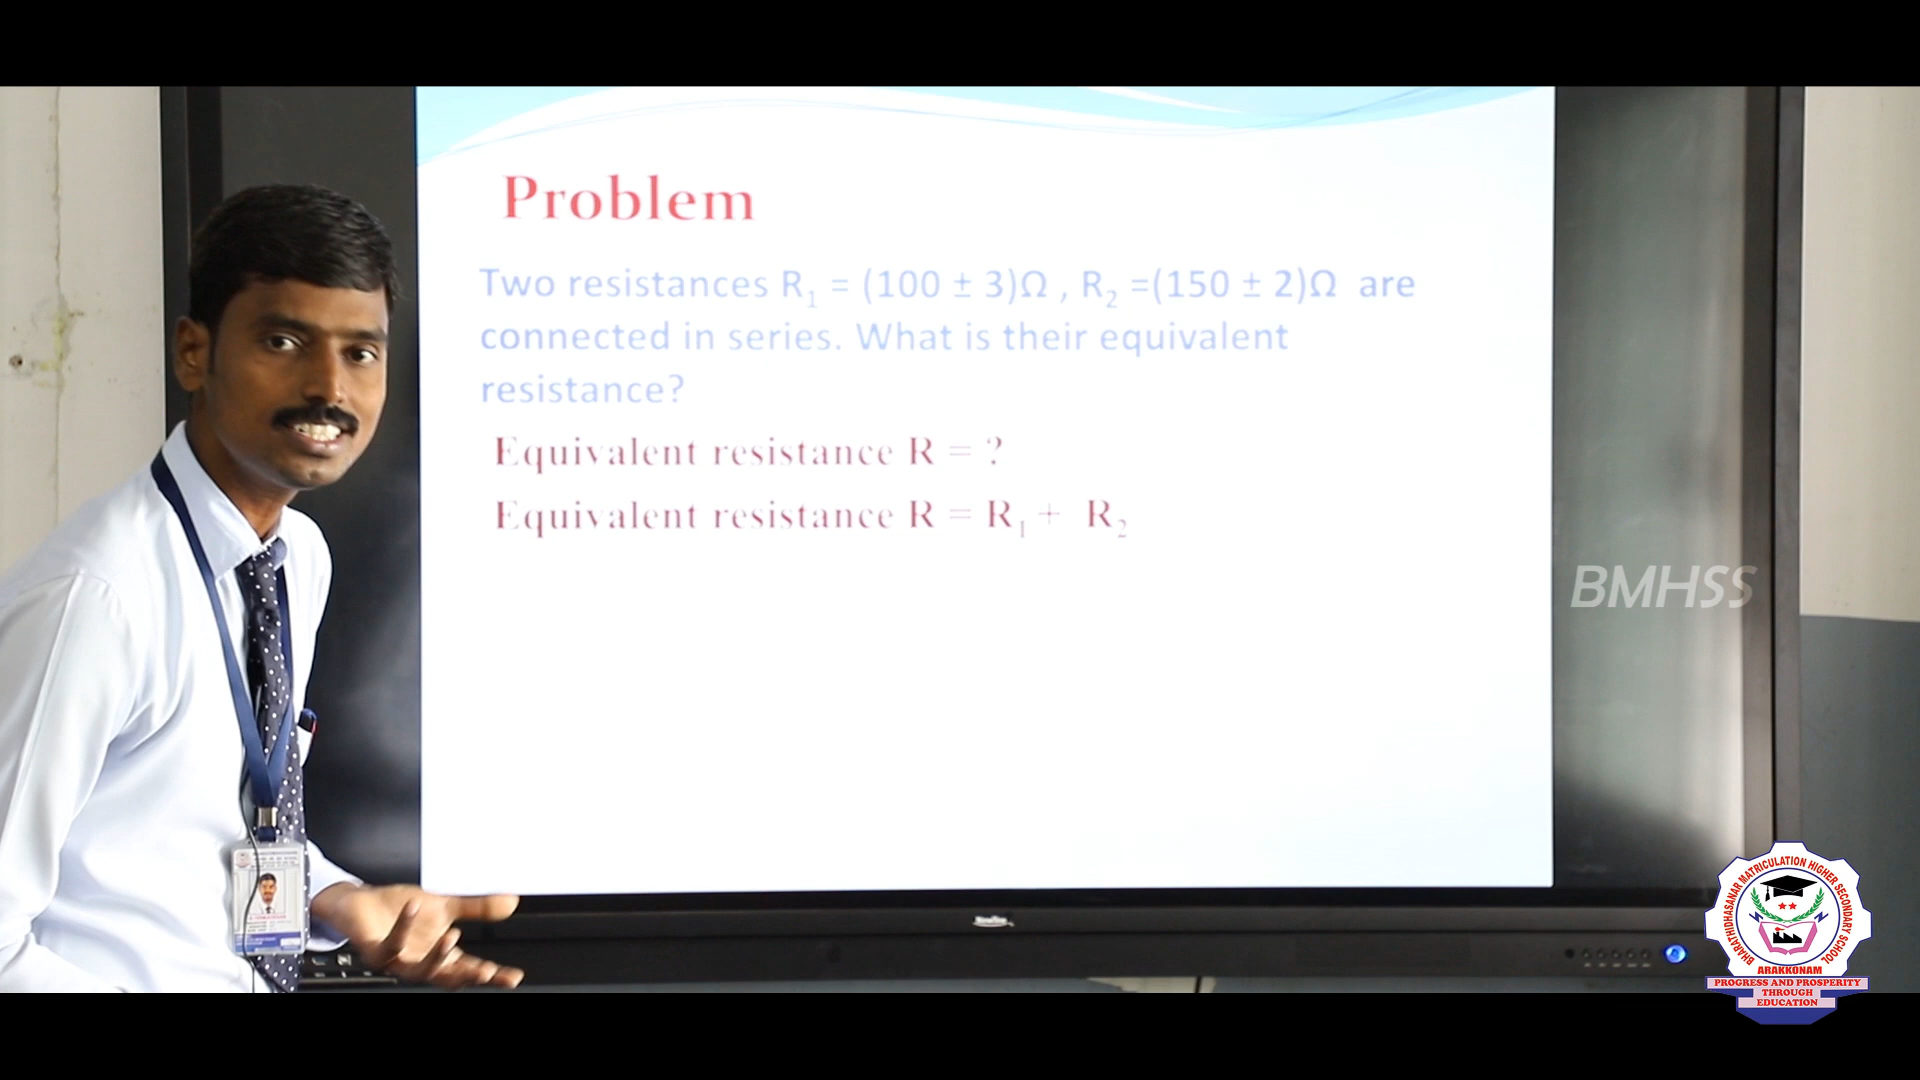 Problem
Two resistances R₁ = (100 ± 3)Ω , R₂ =(150 ± 2)Ω are
connected in series. What is their equivalent
resistance?
Equivalent resistance R = ?
Equivalent resistance R = R₁ + R₂
BMHSS
BHARATHIDHASANAR MATRICULATION HIGHER SECONDARY SCHOOL
ARAKKONAM
PROGRESS AND PROSPERITY
THROUGH
EDUCATION